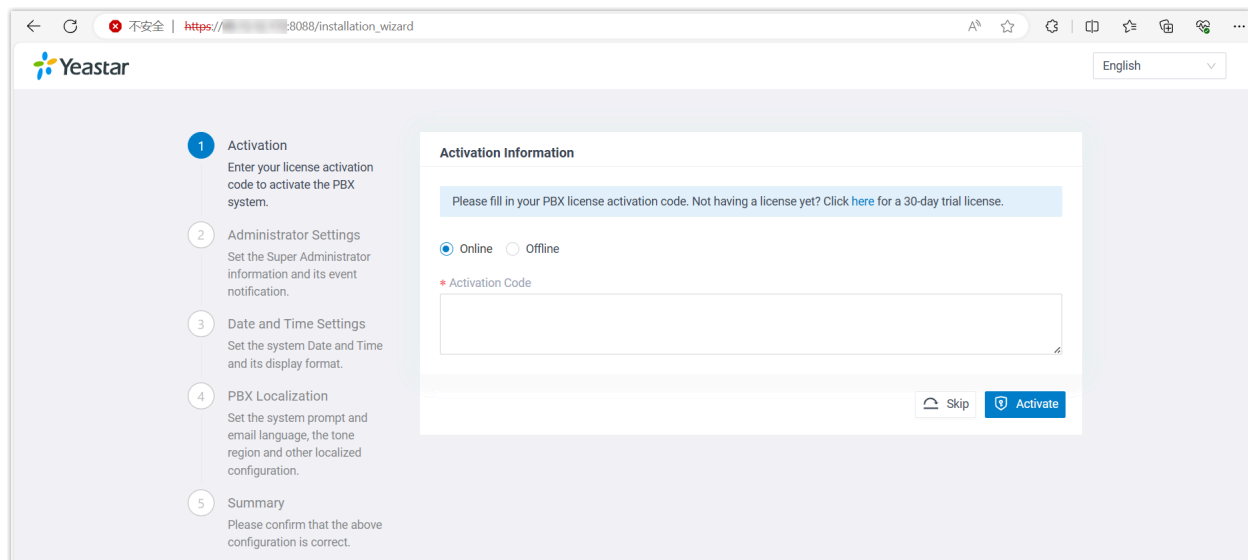 不安全 | https:// :8088/installation_wizard
Yeastar
English
1 Activation
Enter your license activation
code to activate the PBX
system.
2 Administrator Settings
Set the Super Administrator
information and its event
notification.
3 Date and Time Settings
Set the system Date and Time
and its display format.
4 PBX Localization
Set the system prompt and
email language, the tone
region and other localized
configuration.
5 Summary
Please confirm that the above
configuration is correct.
Activation Information
Please fill in your PBX license activation code. Not having a license yet? Click here for a 30-day trial license.
Online Offline
* Activation Code
Skip Activate